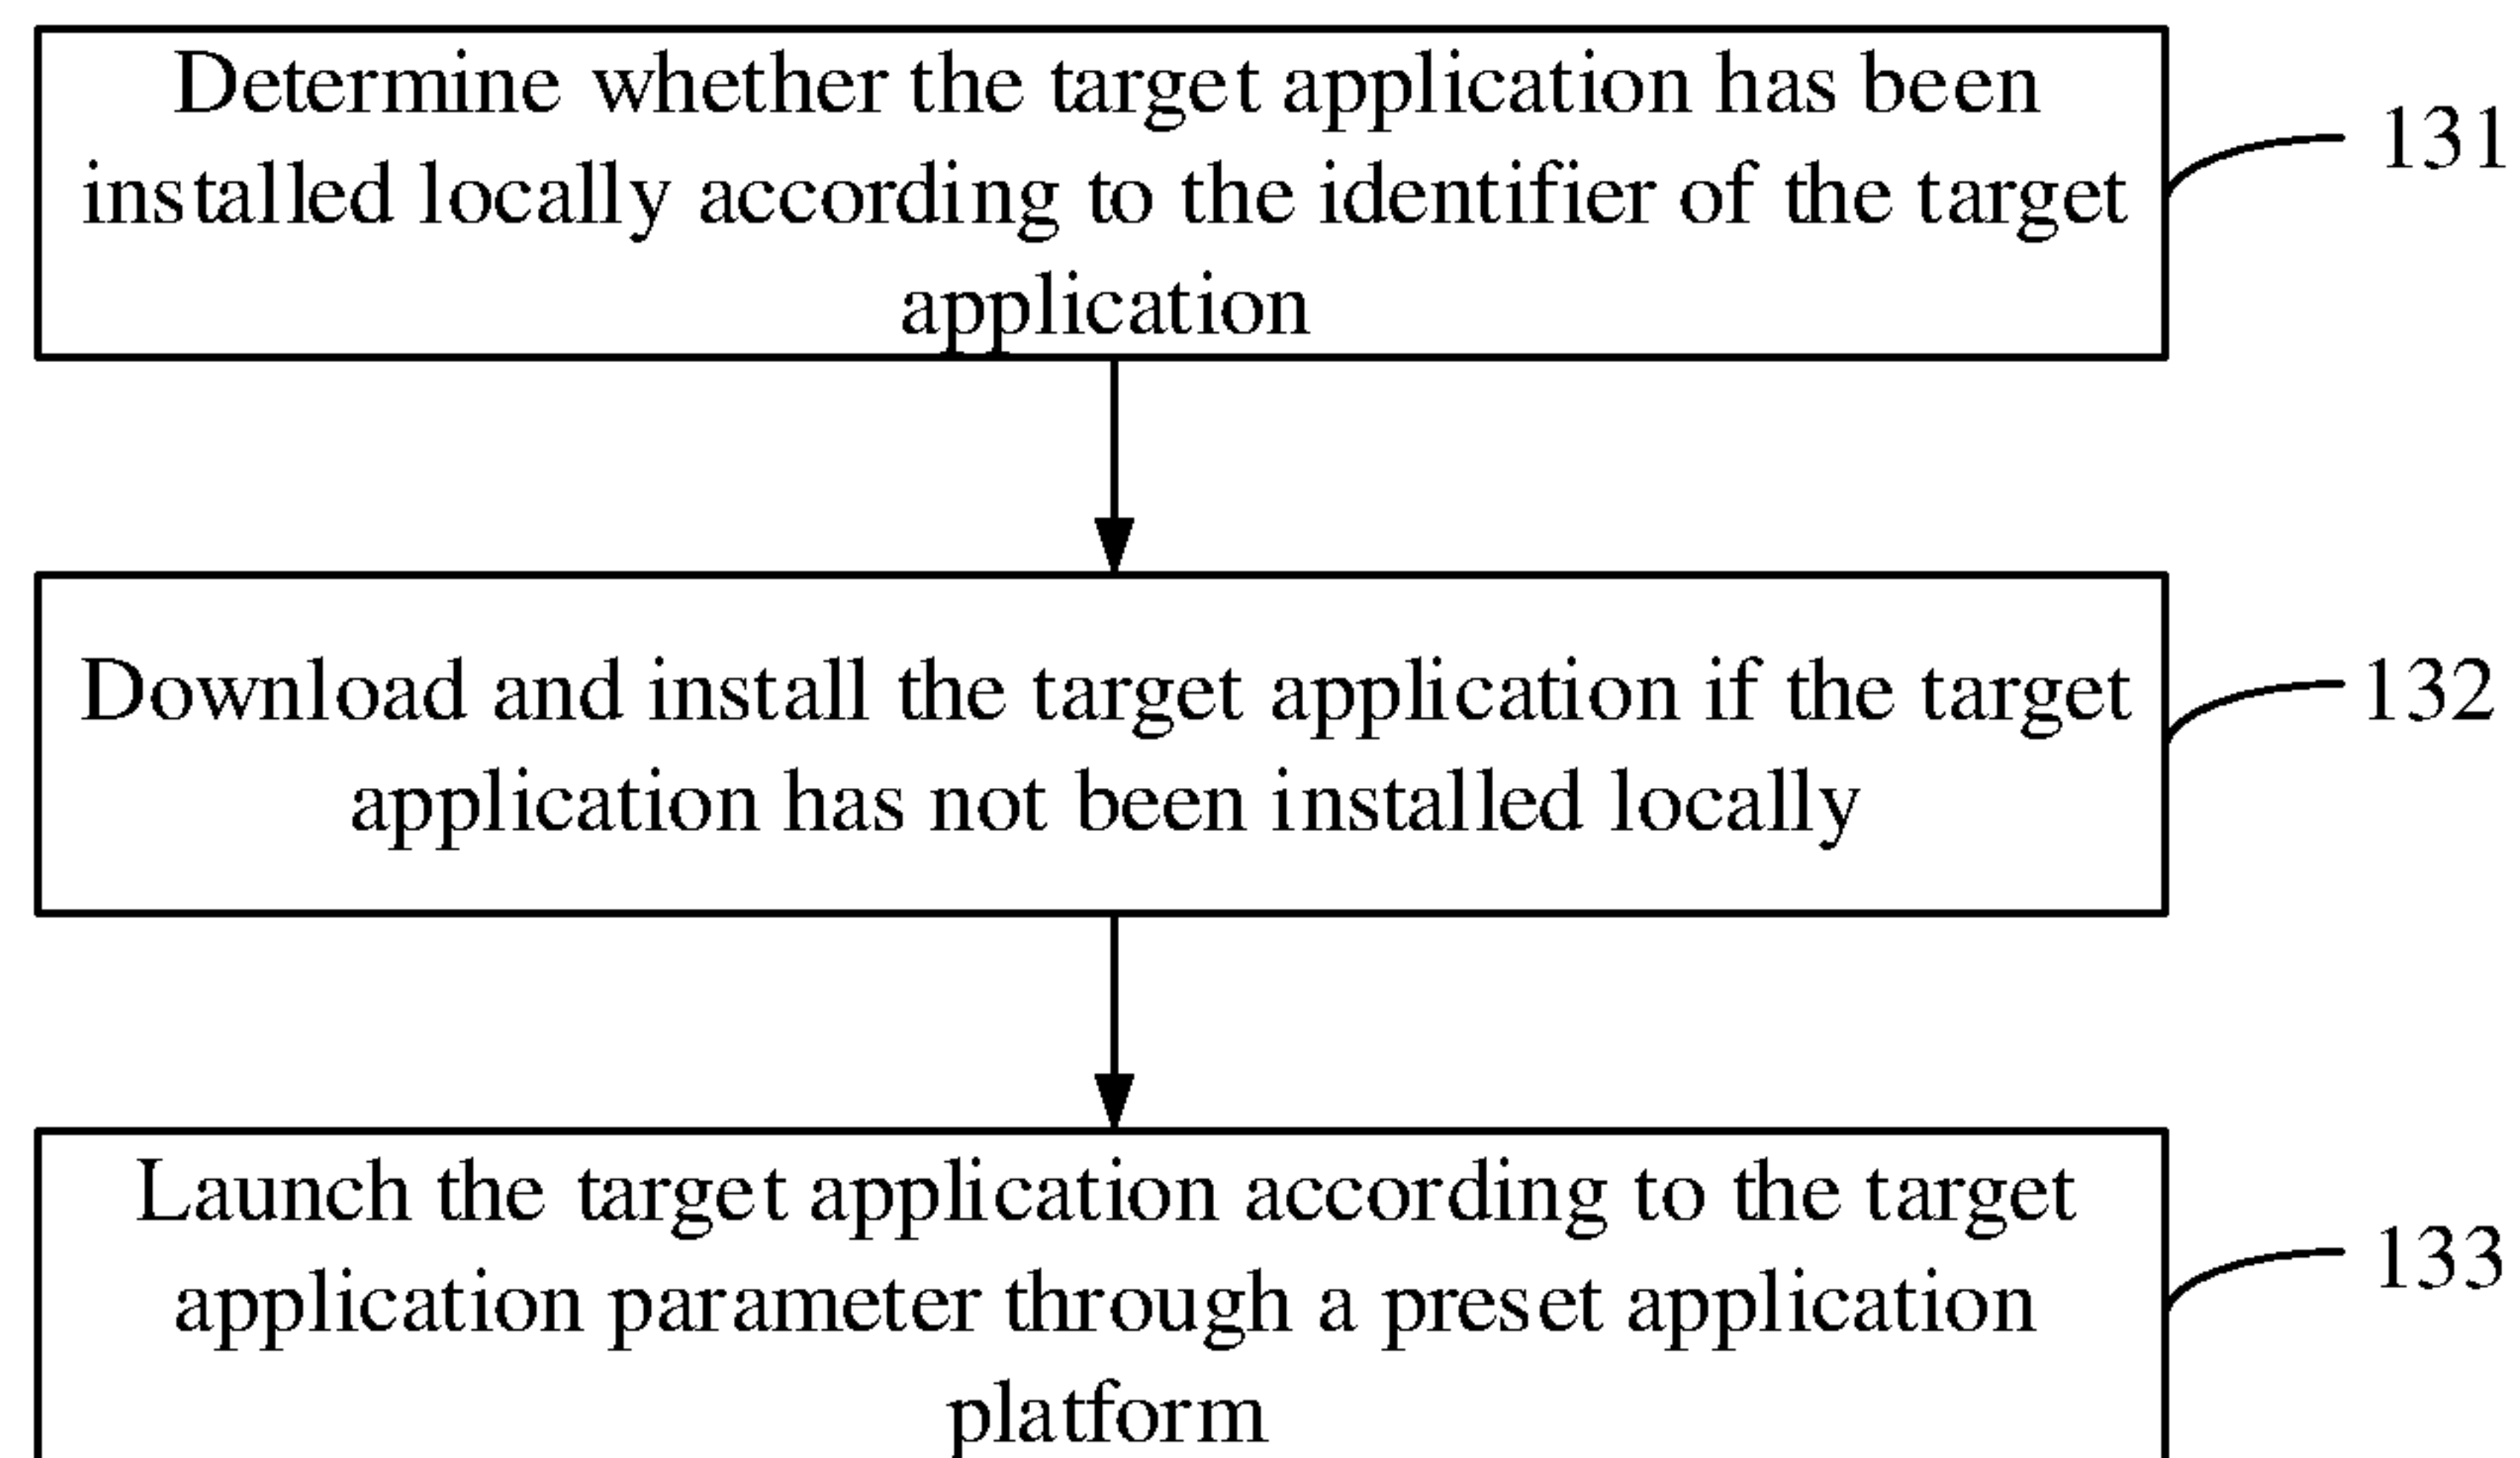 Determine whether the target application has been
installed locally according to the identifier of the target
application
131
Download and install the target application if the target
application has not been installed locally
132
Launch the target application according to the target
application parameter through a preset application
platform
133